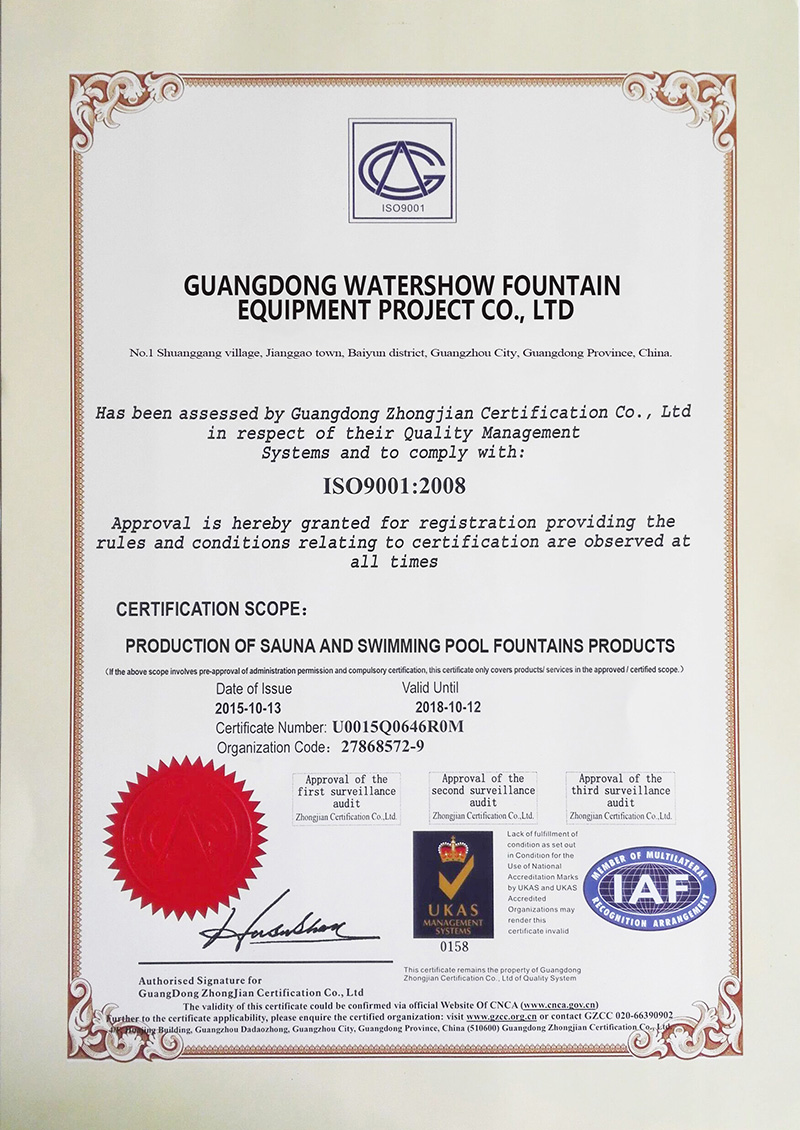 ISO9001
GUANGDONG WATERSHOW FOUNTAIN
EQUIPMENT PROJECT CO., LTD
No.1 Shuanggang village, Jianggao town, Baiyun district, Guangzhou City, Guangdong Province, China.
Has been assessed by Guangdong Zhongjian Certification Co., Ltd
in respect of their Quality Management
Systems and to comply with:
ISO9001:2008
Approval is hereby granted for registration providing the
rules and conditions relating to certification are observed at
all times
CERTIFICATION SCOPE:
PRODUCTION OF SAUNA AND SWIMMING POOL FOUNTAINS PRODUCTS
(If the above scope involves pre-approval of administration permission and compulsory certification, this certificate only covers products/ services in the approved / certified scope.)
Date of Issue Valid Until
2015-10-13 2018-10-12
Certificate Number: U0015Q0646R0M
Organization Code: 27868572-9
Approval of the
first surveillance
audit
Zhongjian Certification Co.,Ltd.
Approval of the
second surveillance
audit
Zhongjian Certification Co.,Ltd.
Approval of the
third surveillance
audit
Zhongjian Certification Co.,Ltd.
UKAS
MANAGEMENT
SYSTEMS
0158
Lack of fulfillment of
condition as set out
in Condition for the
Use of National
Accreditation Marks
by UKAS and UKAS
Accredited
Organizations may
render this
certificate invalid
MEMBER OF MULTILATERAL
IAF
RECOGNITION ARRANGEMENT
This certificate remains the property of Guangdong
Zhongjian Certification Co., Ltd of Quality System
Authorised Signature for
GuangDong ZhongJian Certification Co., Ltd
The validity of this certificate could be confirmed via official Website Of CNCA (www.cnca.gov.cn)
Further to the certificate applicability, please enquire the certified organization: visit www.gzcc.org.cn or contact GZCC 020-66390902
Building, Guangzhou Dadaozhong, Guangzhou City, Guangdong Province, China (510600) Guangdong Zhongjian Certification Co., Ltd.